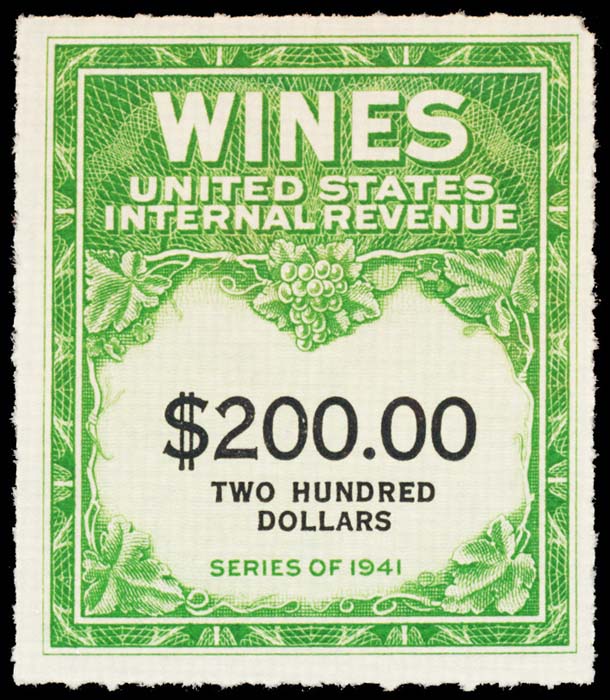 WINES
UNITED STATES
INTERNAL REVENUE
$200.00
TWO HUNDRED
DOLLARS
SERIES OF 1941